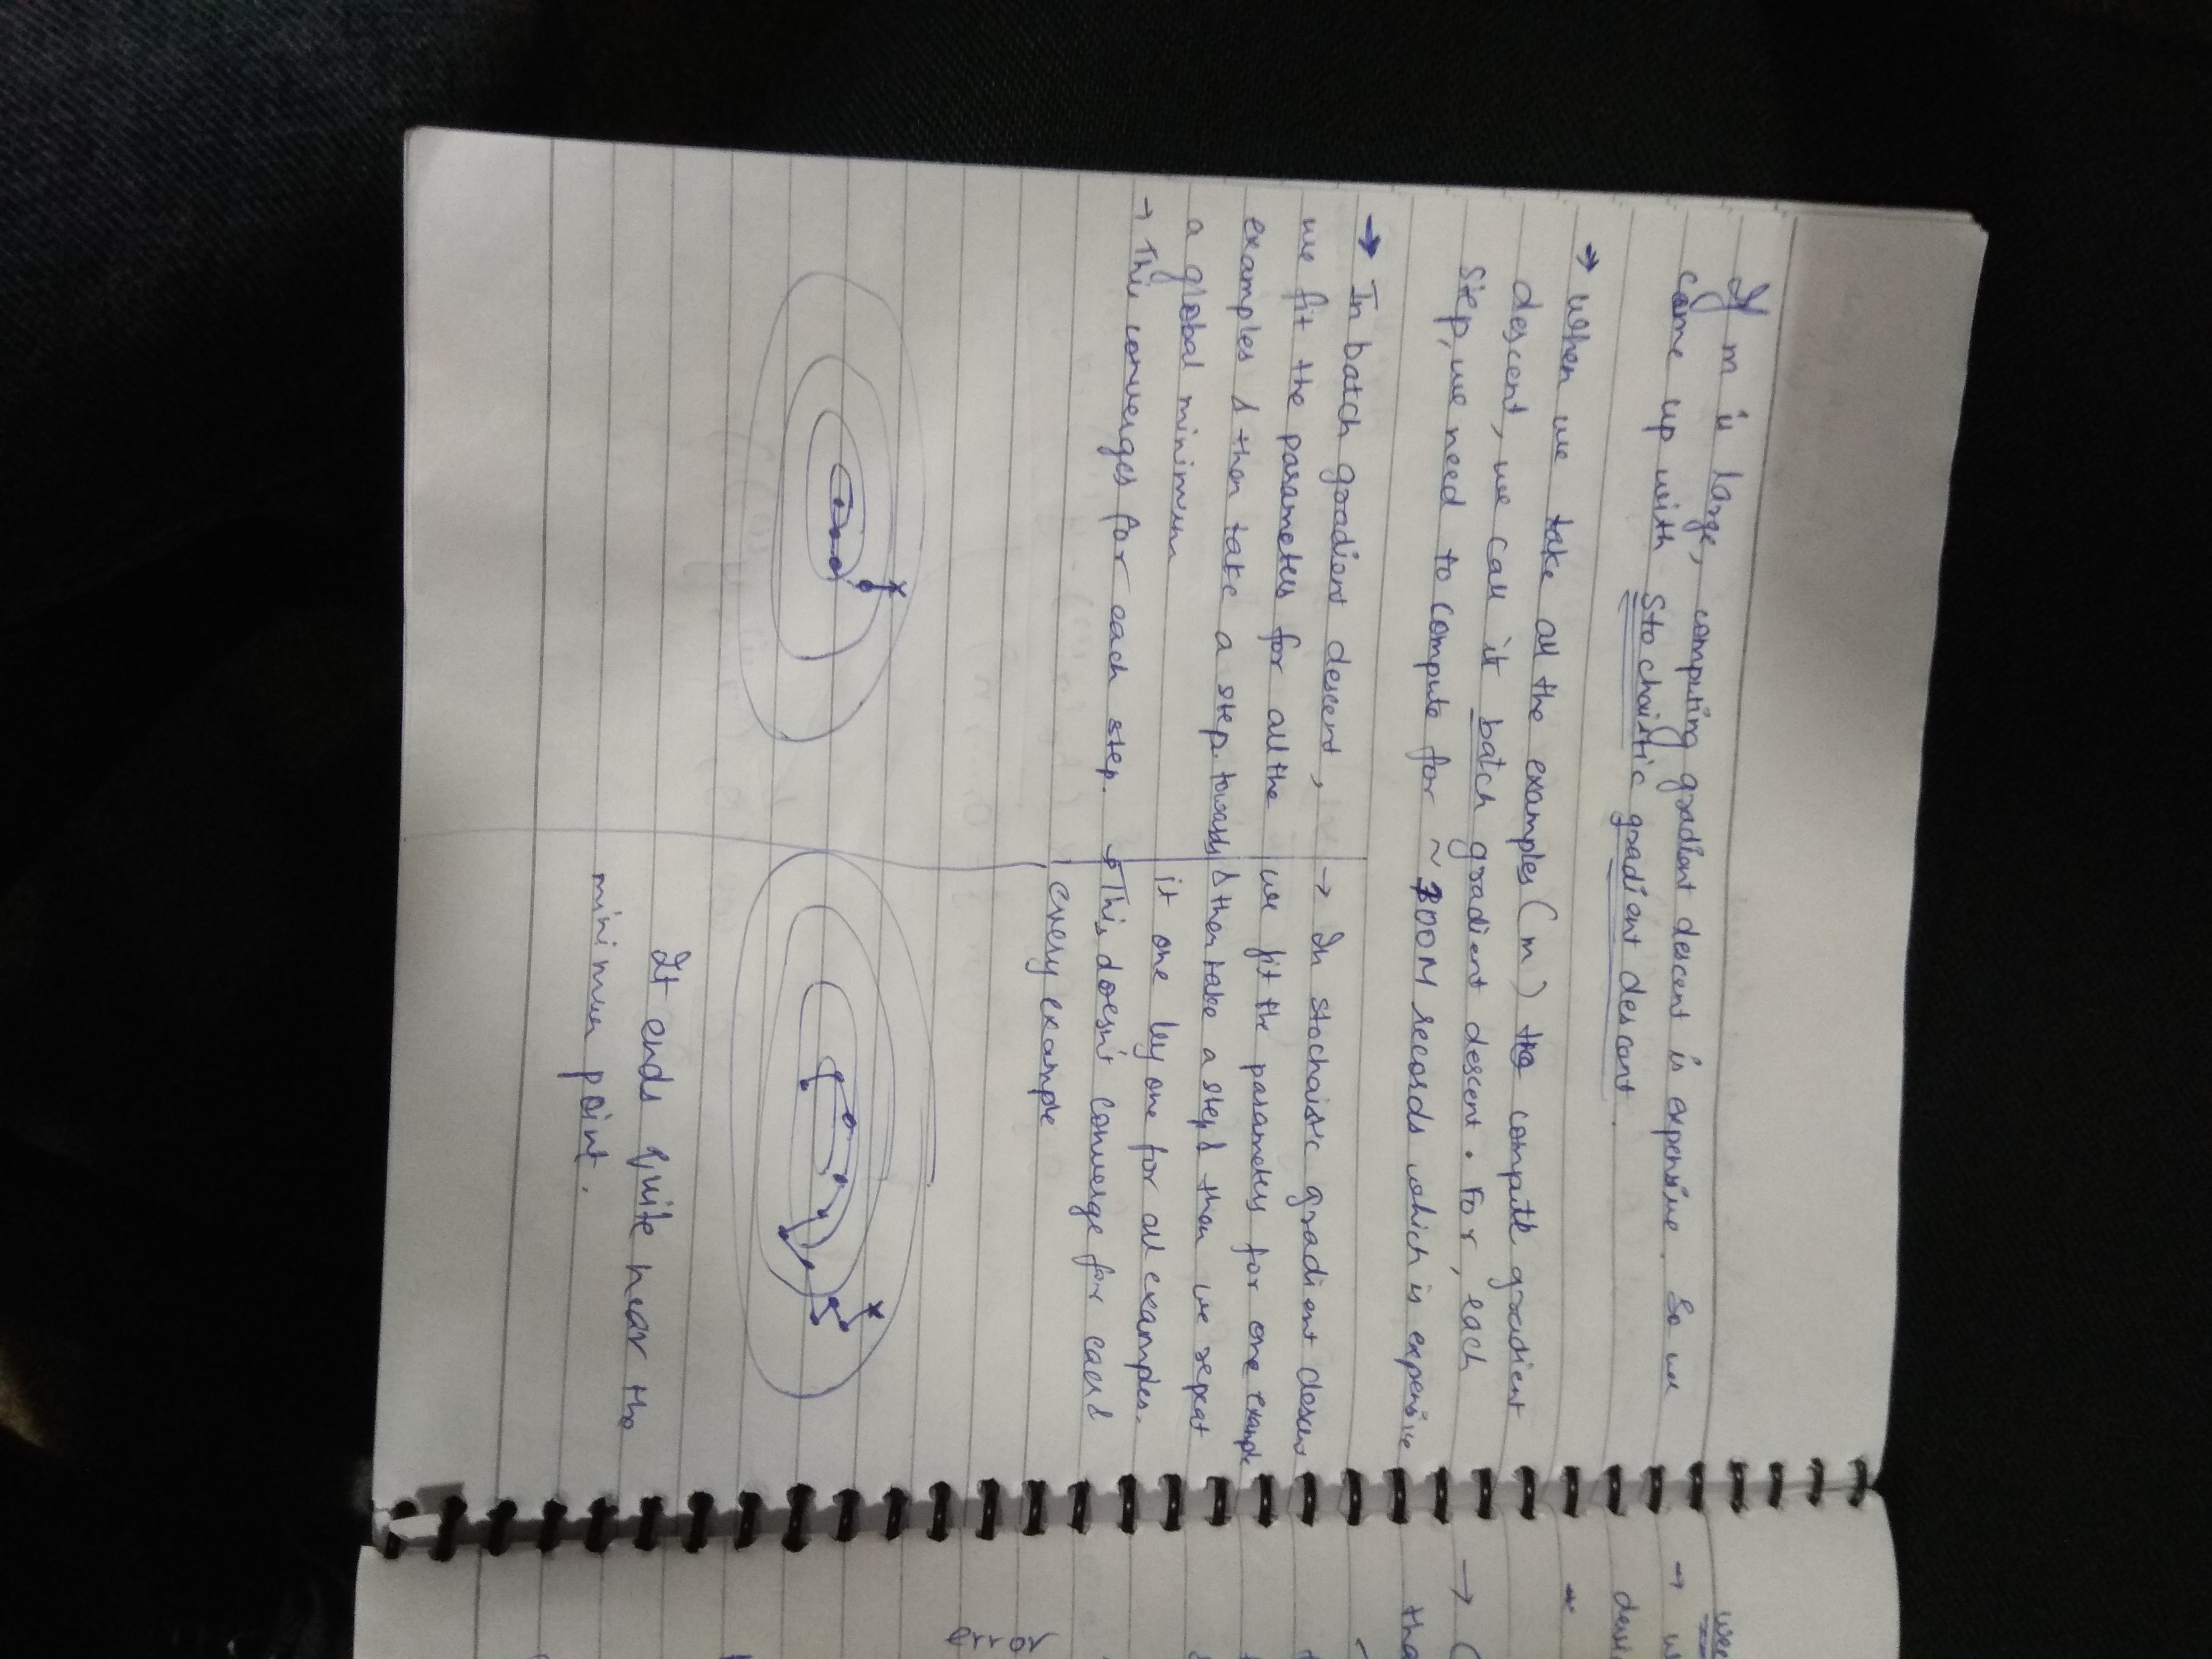 If m is large, computing gradient descent is expensive. So we
came up with Stochaistic gradient descent.
→ When we take all the examples (m) to compute gradient
descent, we call it batch gradient descent. For, each
step, we need to compute for ~ 300M records which is expensive
→ In batch gradient descent,
we fit the parameters for all the
examples & then take a step towards
a global minimum
→ This converges for each step.
→ In stochaistic gradient descent
we fit the parameters for one example
& then take a step & then we repeat
it one by one for all examples.
→ This doesn't converge for each &
every example
It ends quite near the
minimum point.
→
→
→ (
tha
error